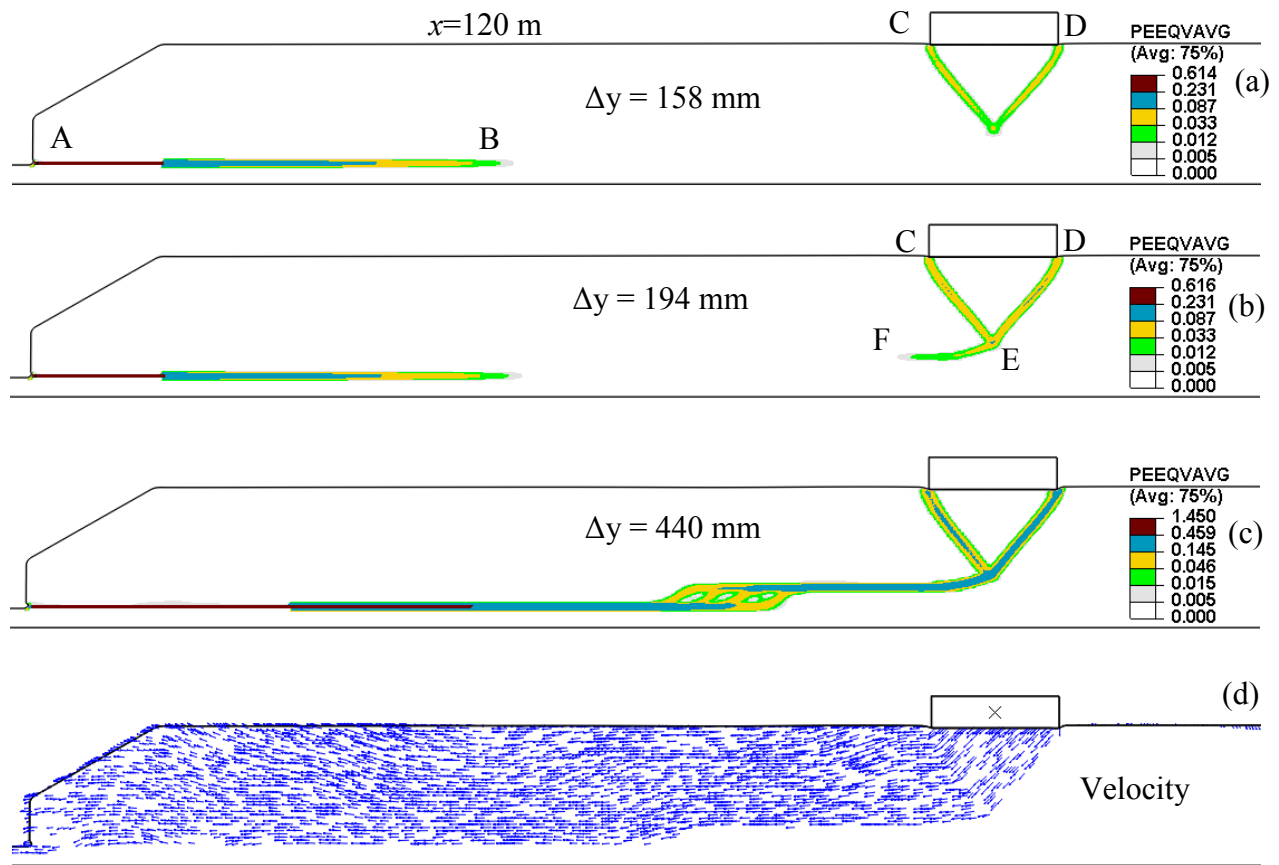 x=120 m
C
D
PEEQVAVG
(Avg: 75%)
0.614
0.231
0.087
0.033
0.012
0.005
0.000
(a)
Δy = 158 mm
A
B
C
D
PEEQVAVG
(Avg: 75%)
0.616
0.231
0.087
0.033
0.012
0.005
0.000
(b)
Δy = 194 mm
F
E
PEEQVAVG
(Avg: 75%)
1.450
0.459
0.145
0.046
0.015
0.005
0.000
(c)
Δy = 440 mm
(d)
Velocity